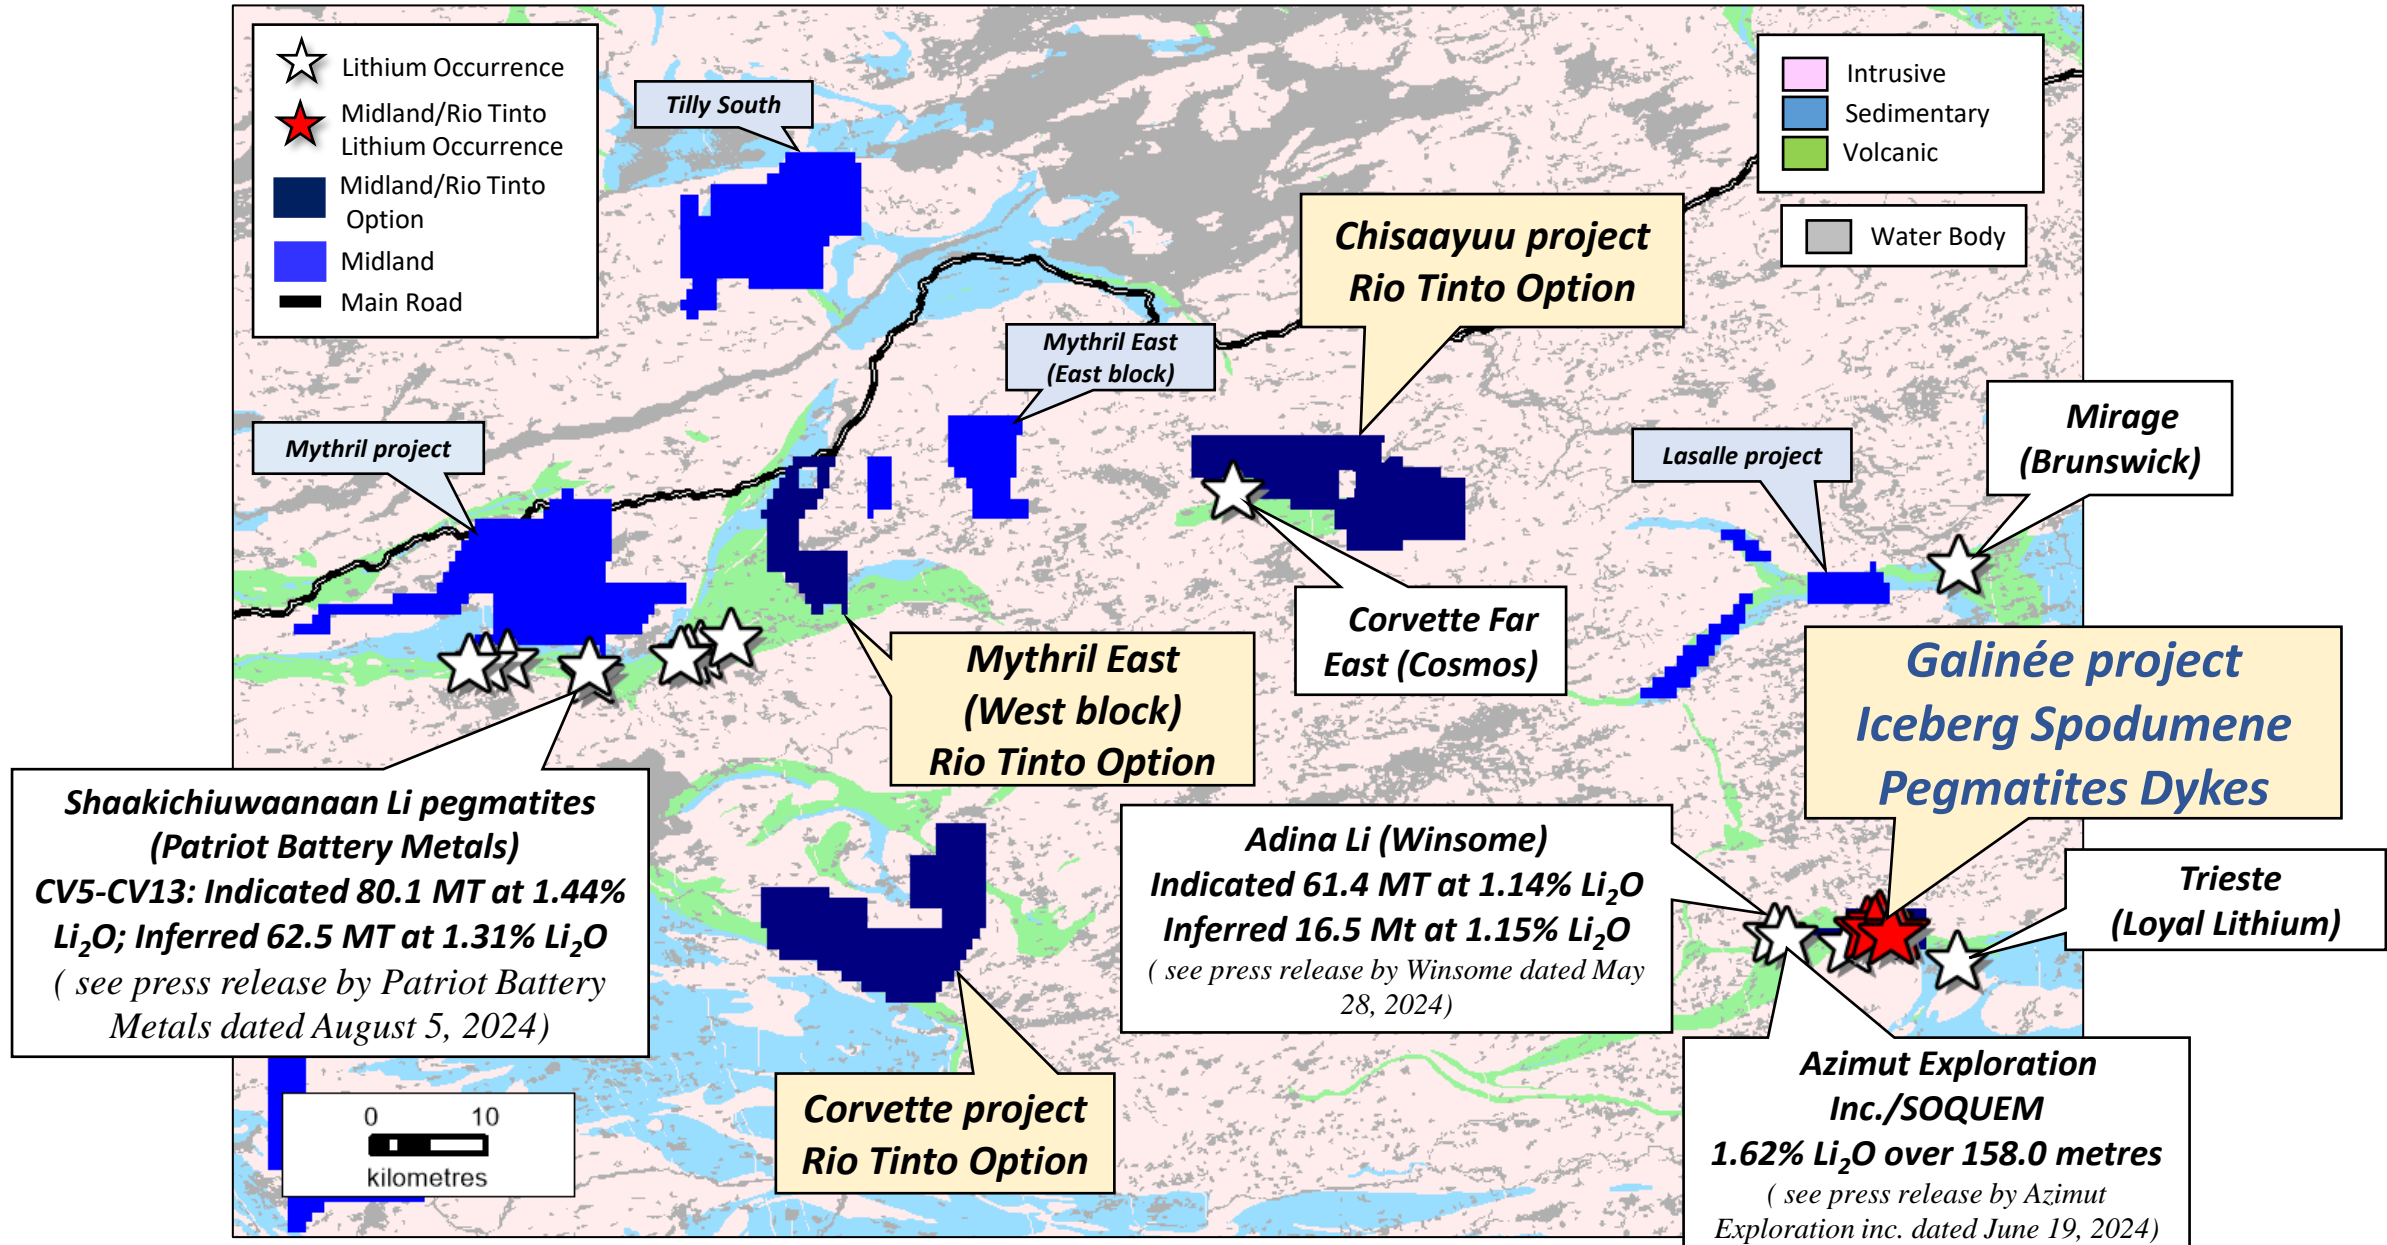 Lithium Occurrence
Midland/Rio Tinto
Lithium Occurrence
Midland/Rio Tinto
Option
Midland
Main Road
Tilly South
Intrusive
Sedimentary
Volcanic
Water Body
Chisaayuu project
Rio Tinto Option
Mythril East
(East block)
Mythril project
Lasalle project
Mirage
(Brunswick)
Corvette Far
East (Cosmos)
Mythril East
(West block)
Rio Tinto Option
Galinée project
Iceberg Spodumene
Pegmatites Dykes
Shaakichiuwaanaan Li pegmatites
(Patriot Battery Metals)
CV5-CV13: Indicated 80.1 MT at 1.44%
Li₂O; Inferred 62.5 MT at 1.31% Li₂O
( see press release by Patriot Battery
Metals dated August 5, 2024)
Adina Li (Winsome)
Indicated 61.4 MT at 1.14% Li₂O
Inferred 16.5 Mt at 1.15% Li₂O
( see press release by Winsome dated May
28, 2024)
Trieste
(Loyal Lithium)
Corvette project
Rio Tinto Option
Azimut Exploration
Inc./SOQUEM
1.62% Li₂O over 158.0 metres
( see press release by Azimut
Exploration inc. dated June 19, 2024)
0 10
kilometres